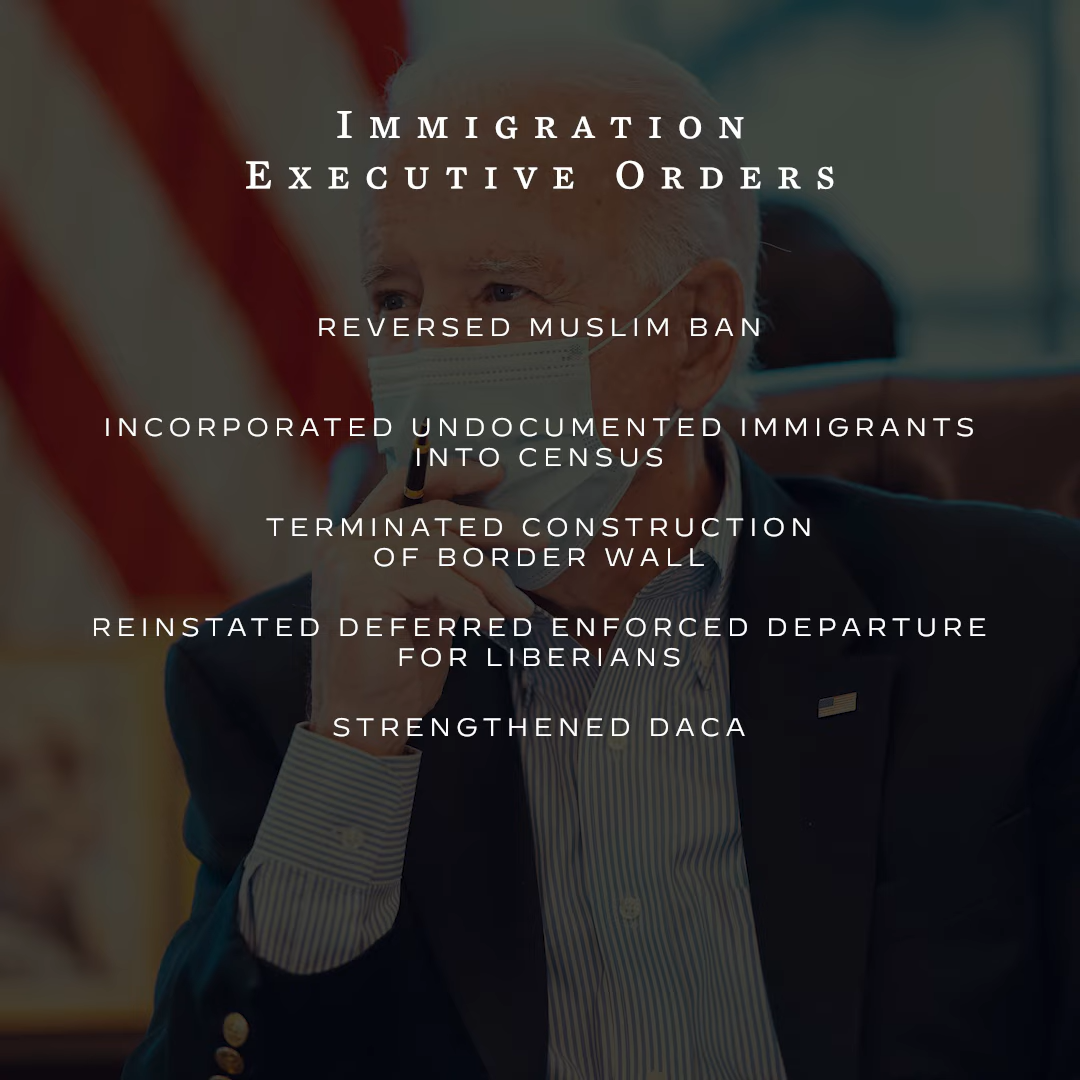 Immigration
Executive Orders
REVERSED MUSLIM BAN
INCORPORATED UNDOCUMENTED IMMIGRANTS
INTO CENSUS
TERMINATED CONSTRUCTION
OF BORDER WALL
REINSTATED DEFERRED ENFORCED DEPARTURE
FOR LIBERIANS
STRENGTHENED DACA